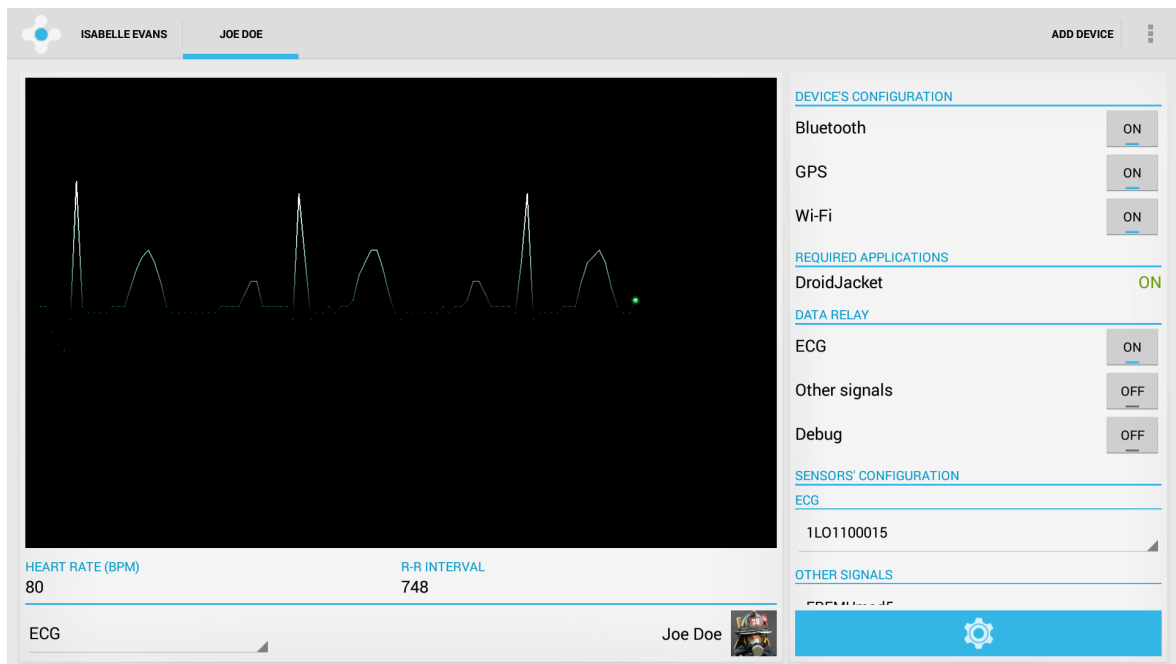 ISABELLE EVANS
JOE DOE
ADD DEVICE
DEVICE'S CONFIGURATION
Bluetooth ON
GPS ON
Wi-Fi ON
REQUIRED APPLICATIONS
DroidJacket ON
DATA RELAY
ECG ON
Other signals OFF
Debug OFF
SENSORS' CONFIGURATION
ECG
1LO1100015
OTHER SIGNALS
HEART RATE (BPM)
80
R-R INTERVAL
748
ECG
Joe Doe